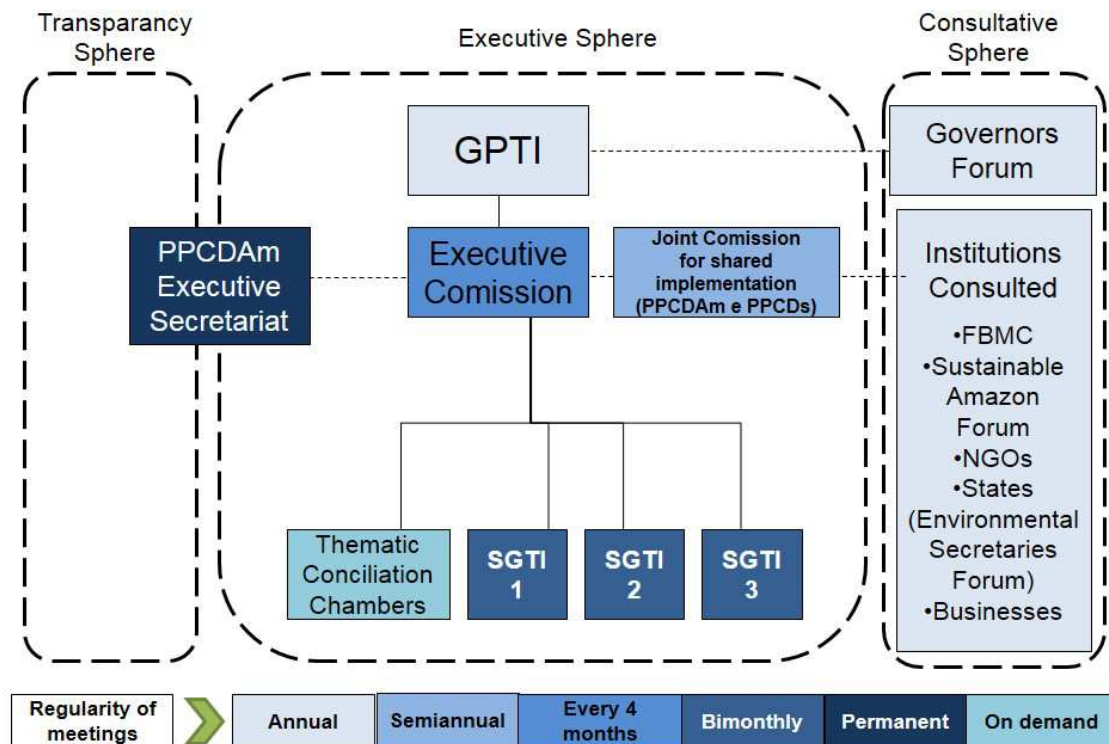 Transparancy
Sphere
Executive Sphere
Consultative
Sphere
GPTI
Governors
Forum
PPCDAm
Executive
Secretariat
Executive
Comission
Joint Comission
for shared
implementation
(PPCDAm e PPCDs)
Institutions
Consulted
•FBMC
•Sustainable
Amazon
Forum
•NGOs
•States
(Environmental
Secretaries
Forum)
•Businesses
Thematic
Conciliation
Chambers
SGTI
1
SGTI
2
SGTI
3
Regularity of
meetings
Annual
Semiannual
Every 4
months
Bimonthly
Permanent
On demand